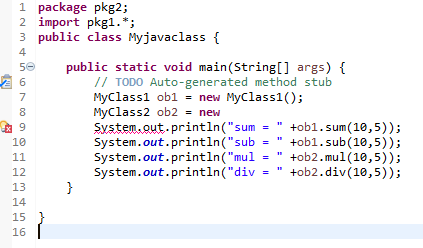 1 package pkg2;
2 import pkg1.*;
3 public class Myjavaclass {
4
5 public static void main(String[] args) {
6 // TODO Auto-generated method stub
7 MyClass1 ob1 = new MyClass1();
8 MyClass2 ob2 = new
9 System.out.println("sum = " +ob1.sum(10,5));
10 System.out.println("sub = " +ob1.sub(10,5));
11 System.out.println("mul = " +ob2.mul(10,5));
12 System.out.println("div = " +ob2.div(10,5));
13 }
14
15 }
16